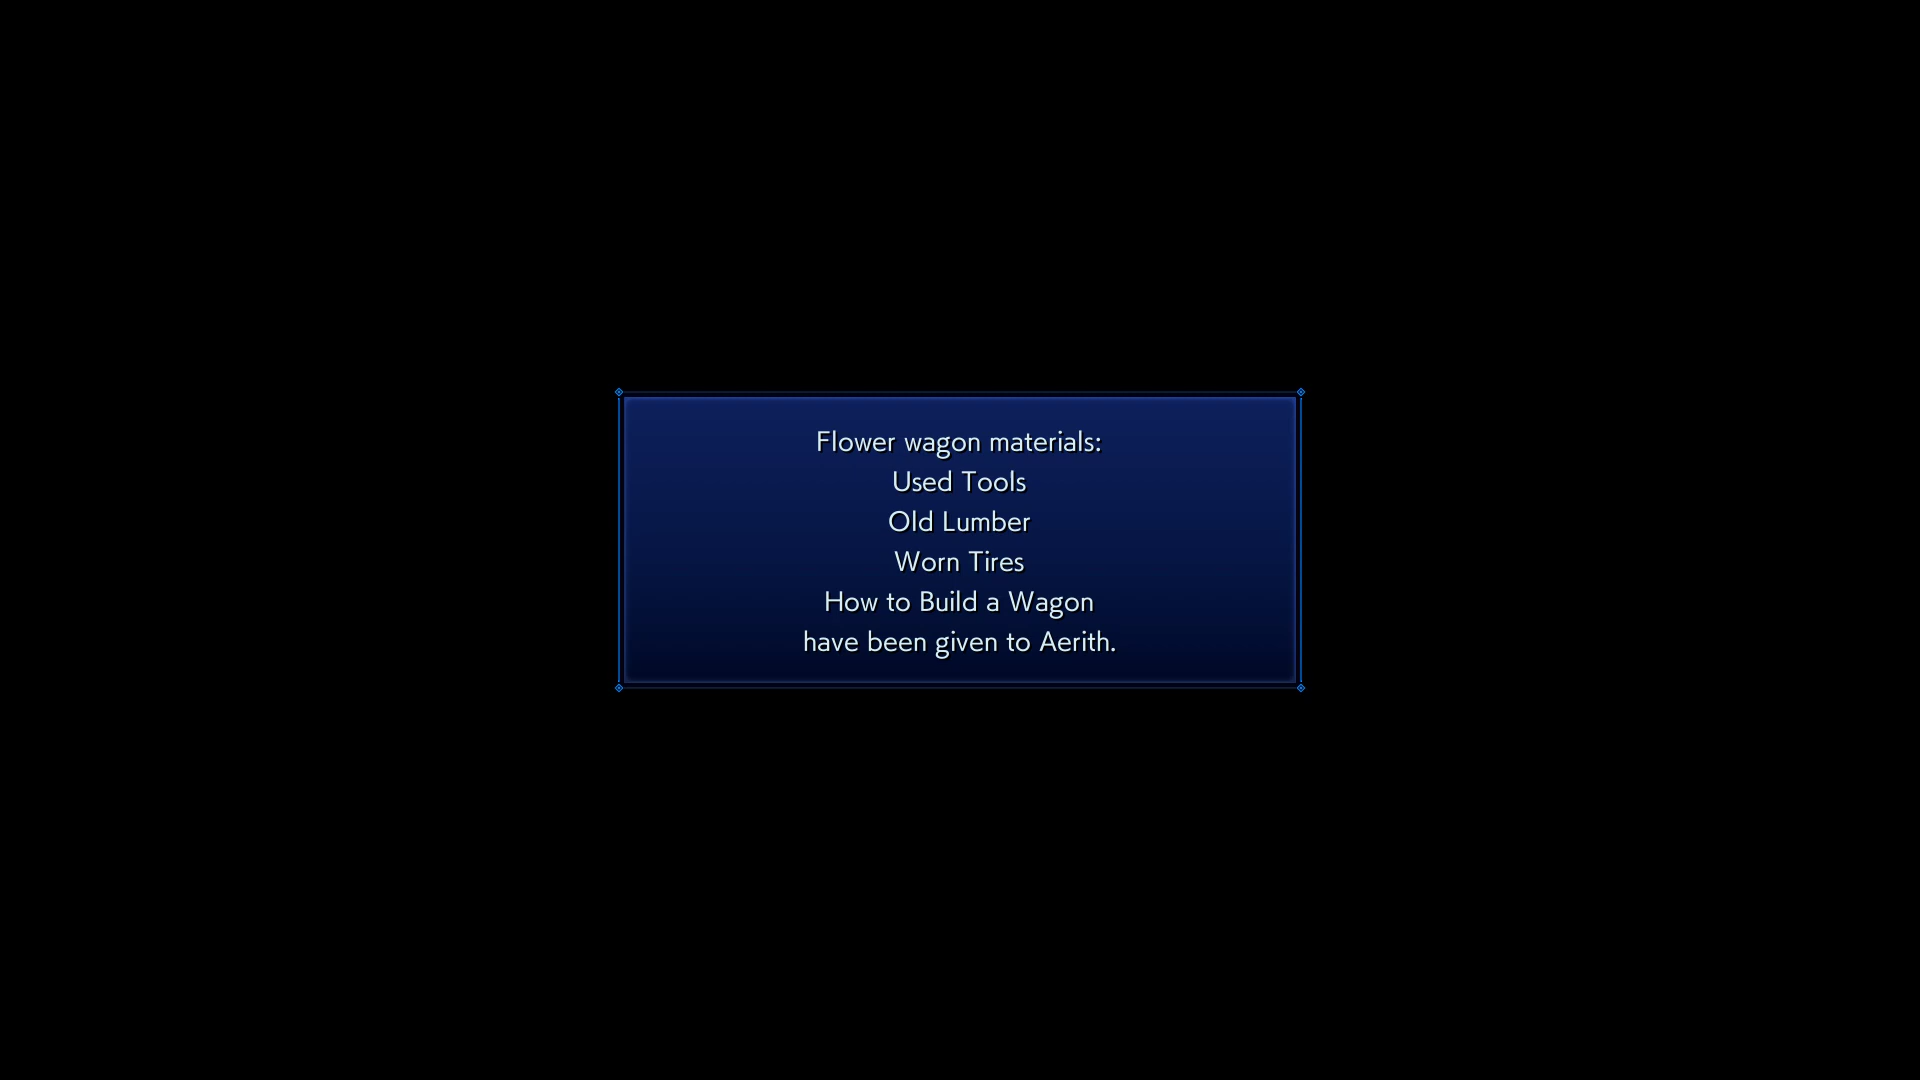 Flower wagon materials:
Used Tools
Old Lumber
Worn Tires
How to Build a Wagon
have been given to Aerith.